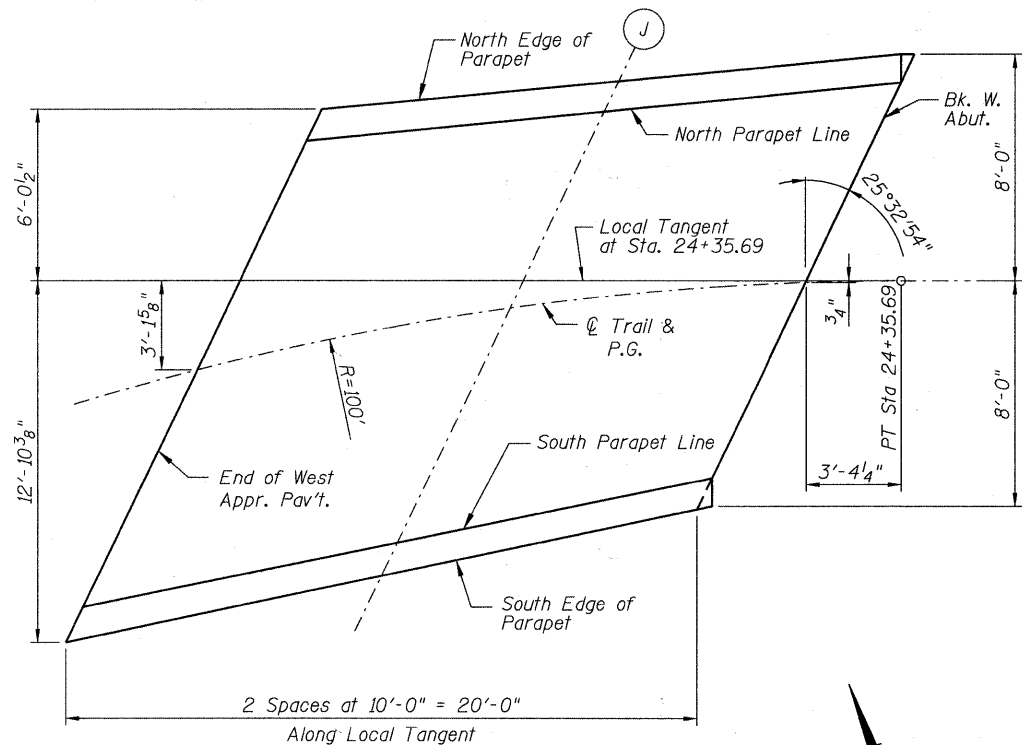 J
North Edge of
Parapet
Bk. W.
Abut.
North Parapet Line
6'-0½"
8'-0"
25°32'54"
Local Tangent
at Sta. 24+35.69
3'-1⅝"
¾"
℄ Trail &
P.G.
R=100'
PT Sta 24+35.69
8'-0"
12'-10⅜"
South Parapet Line
3'-4¼"
End of West
Appr. Pav't.
South Edge of
Parapet
2 Spaces at 10'-0" = 20'-0"
Along Local Tangent